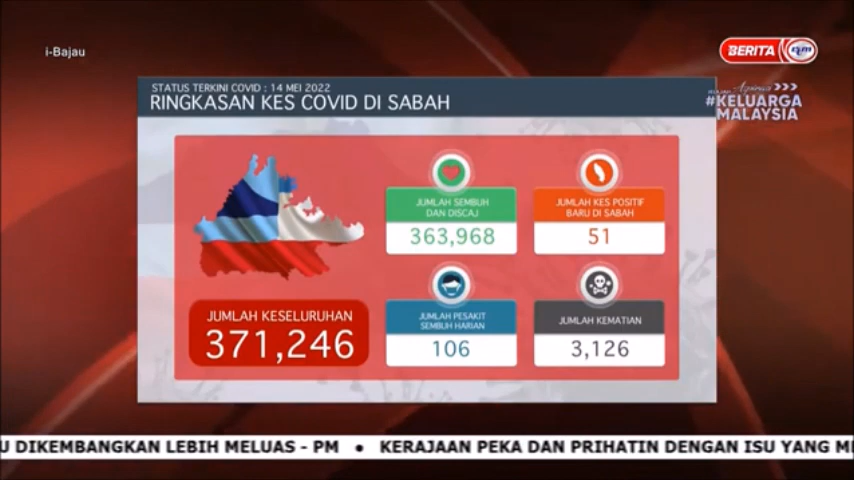 i-Bajau
BERITA rtm
STATUS TERKINI COVID : 14 MEI 2022
RINGKASAN KES COVID DI SABAH
#KELUARGA
MALAYSIA
JUMLAH SEMBUH
DAN DISCAJ
363,968
JUMLAH KES POSITIF
BARU DI SABAH
51
JUMLAH KESELURUHAN
371,246
JUMLAH PESAKIT
SEMBUH HARIAN
106
JUMLAH KEMATIAN
3,126
U DIKEMBANGKAN LEBIH MELUAS - PM • KERAJAAN PEKA DAN PRIHATIN DENGAN ISU YANG